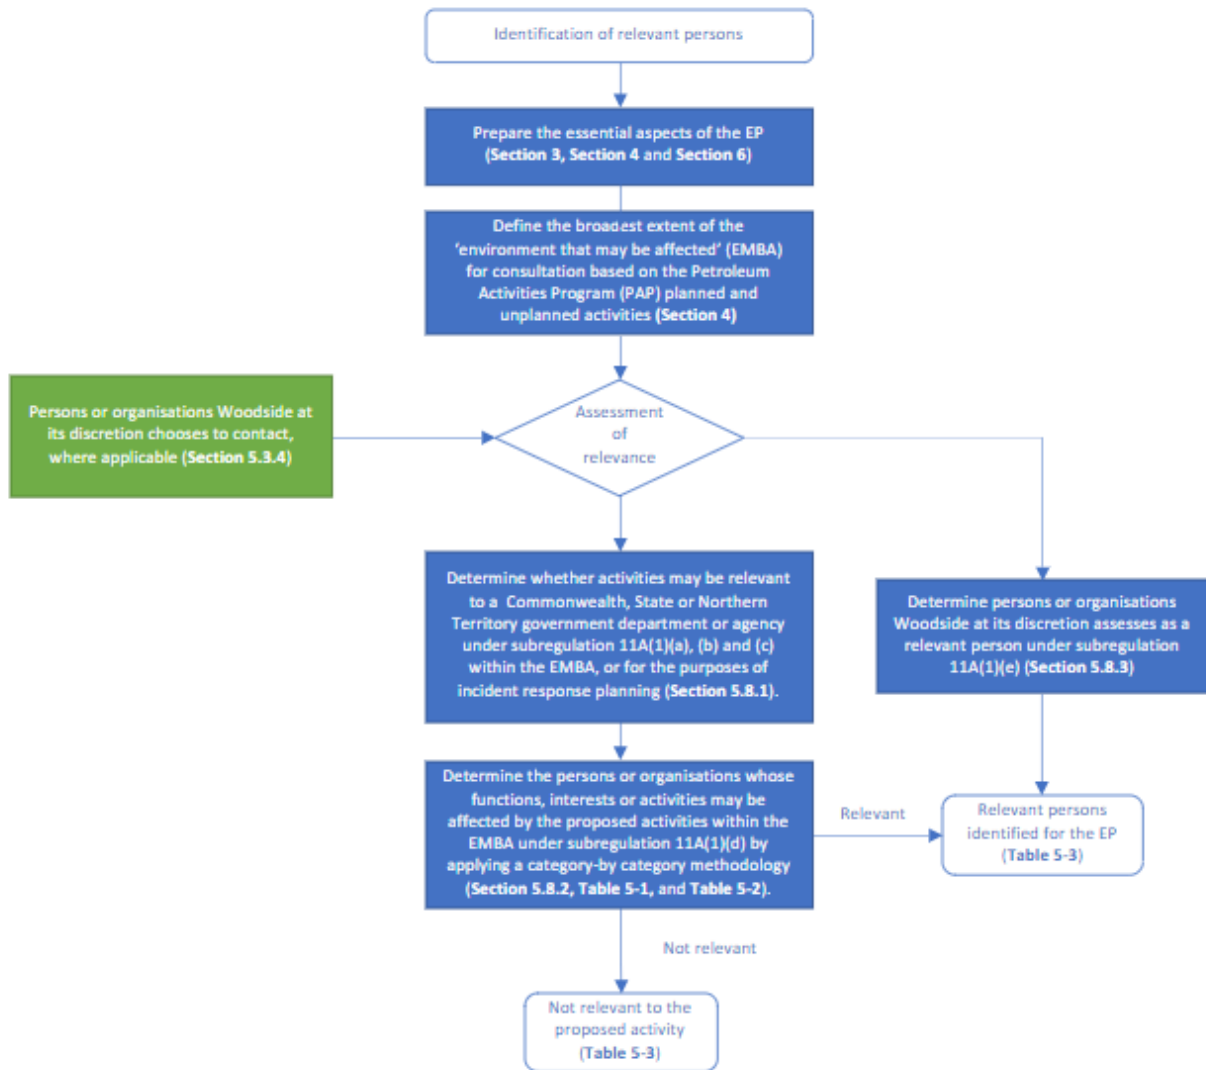 Identification of relevant persons
Prepare the essential aspects of the EP
(Section 3, Section 4 and Section 6)
Define the broadest extent of the
‘environment that may be affected’ (EMBA)
for consultation based on the Petroleum
Activities Program (PAP) planned and
unplanned activities (Section 4)
Persons or organisations Woodside at
its discretion chooses to contact,
where applicable (Section 5.3.4)
Assessment
of
relevance
Determine whether activities may be relevant
to a Commonwealth, State or Northern
Territory government department or agency
under subregulation 11A(1)(a), (b) and (c)
within the EMBA, or for the purposes of
incident response planning (Section 5.8.1).
Determine persons or organisations
Woodside at its discretion assesses as a
relevant person under subregulation
11A(1)(e) (Section 5.8.3)
Determine the persons or organisations whose
functions, interests or activities may be
affected by the proposed activities within the
EMBA under subregulation 11A(1)(d) by
applying a category-by category methodology
(Section 5.8.2, Table 5-1, and Table 5-2).
Relevant
Relevant persons
identified for the EP
(Table 5-3)
Not relevant
Not relevant to the
proposed activity
(Table 5-3)